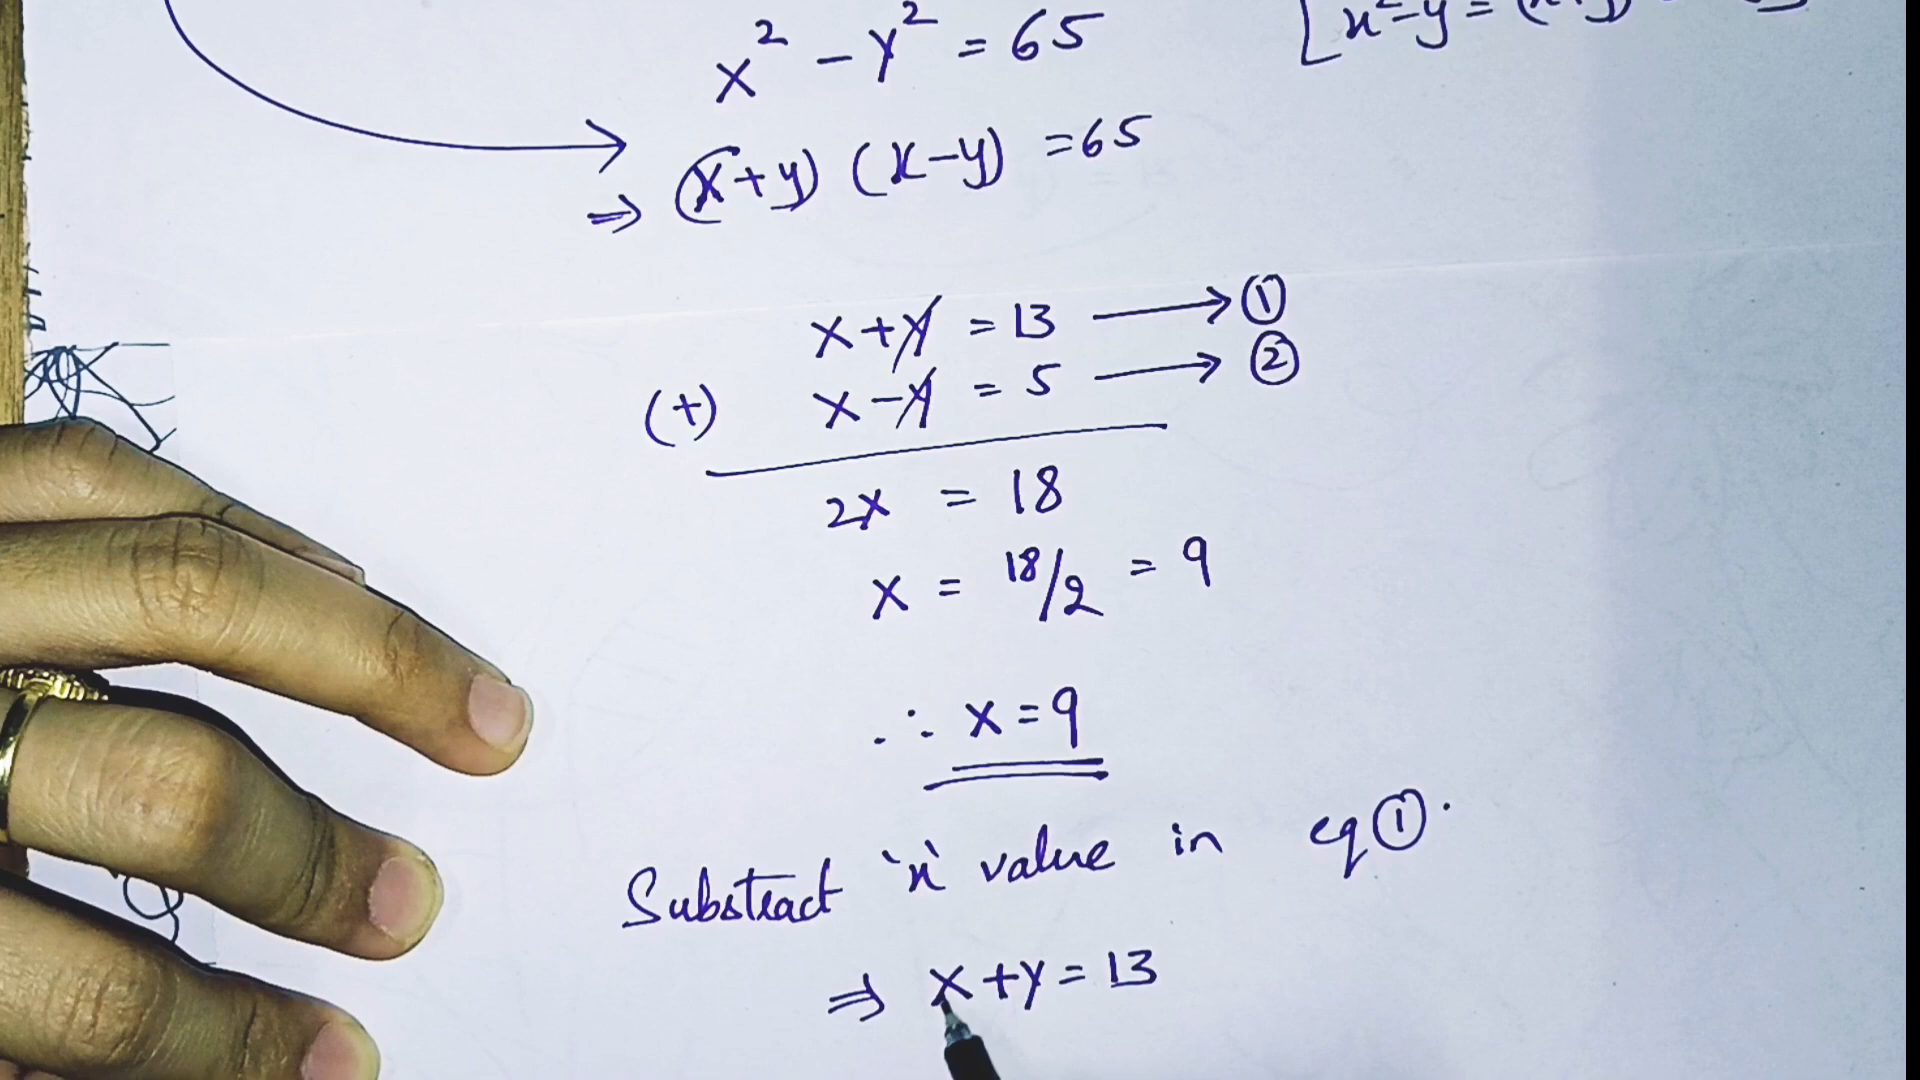 x² - y² = 65
⇒ (x+y) (x-y) = 65
x+y = 13 → ①
(+) x-y = 5 → ②
2x = 18
x = 18/2 = 9
∴ x = 9
Substract 'x' value in eq ①.
⇒ x+y = 13